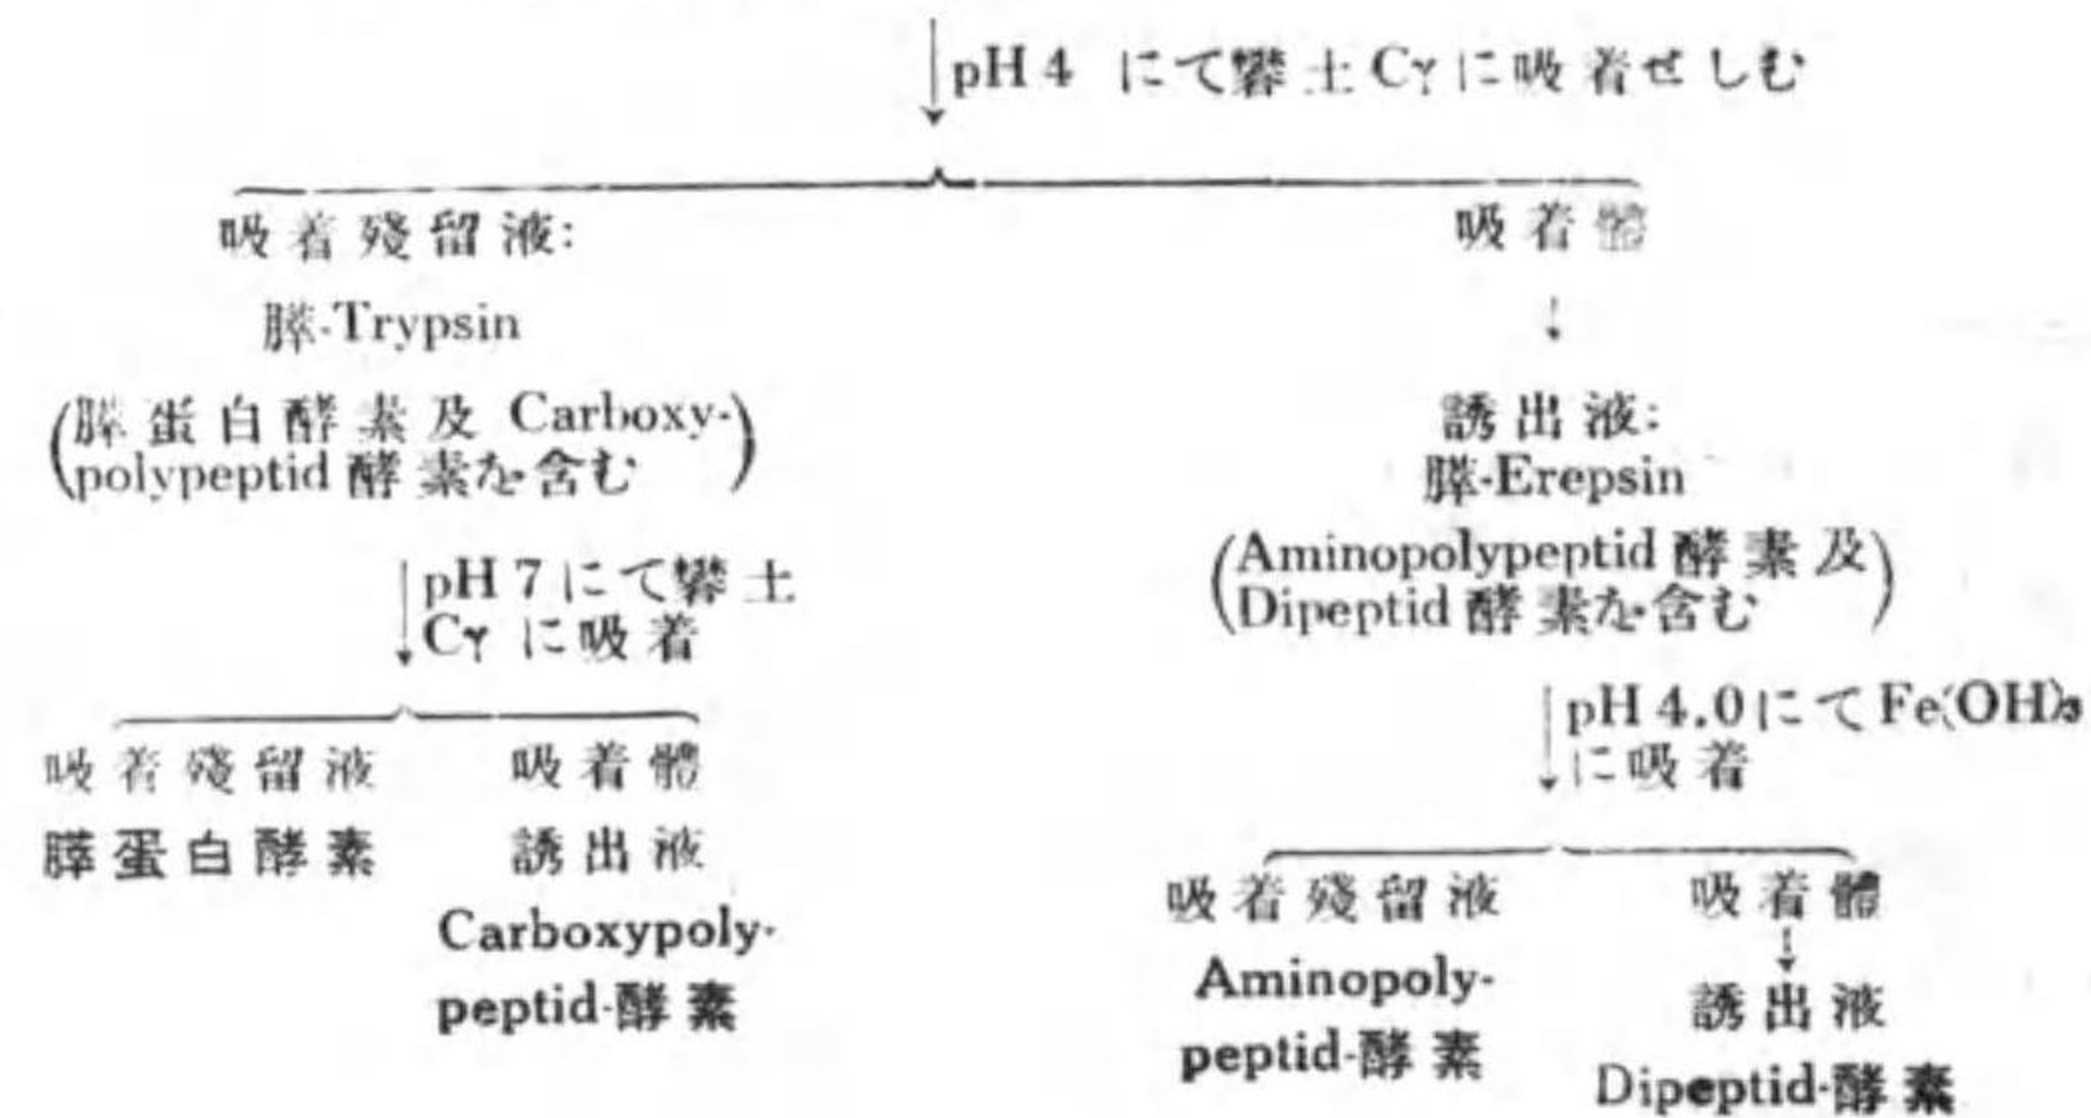 pH 4 にて礬土Cγに吸着せしむ
吸着殘留液:
膵-Trypsin
(膵蛋白酵素及 Carboxy-
polypeptid 酵素を含む)
pH 7 にて礬土
Cγ に吸着
吸着殘留液
膵蛋白酵素
吸着體
誘出液
Carboxypoly-
peptid-酵素
吸着體
誘出液:
膵-Erepsin
(Aminopolypeptid 酵素及
Dipeptid 酵素を含む)
pH 4.0 にて Fe(OH)₃
に吸着
吸着殘留液
Aminopoly-
peptid-酵素
吸着體
誘出液
Dipeptid-酵素